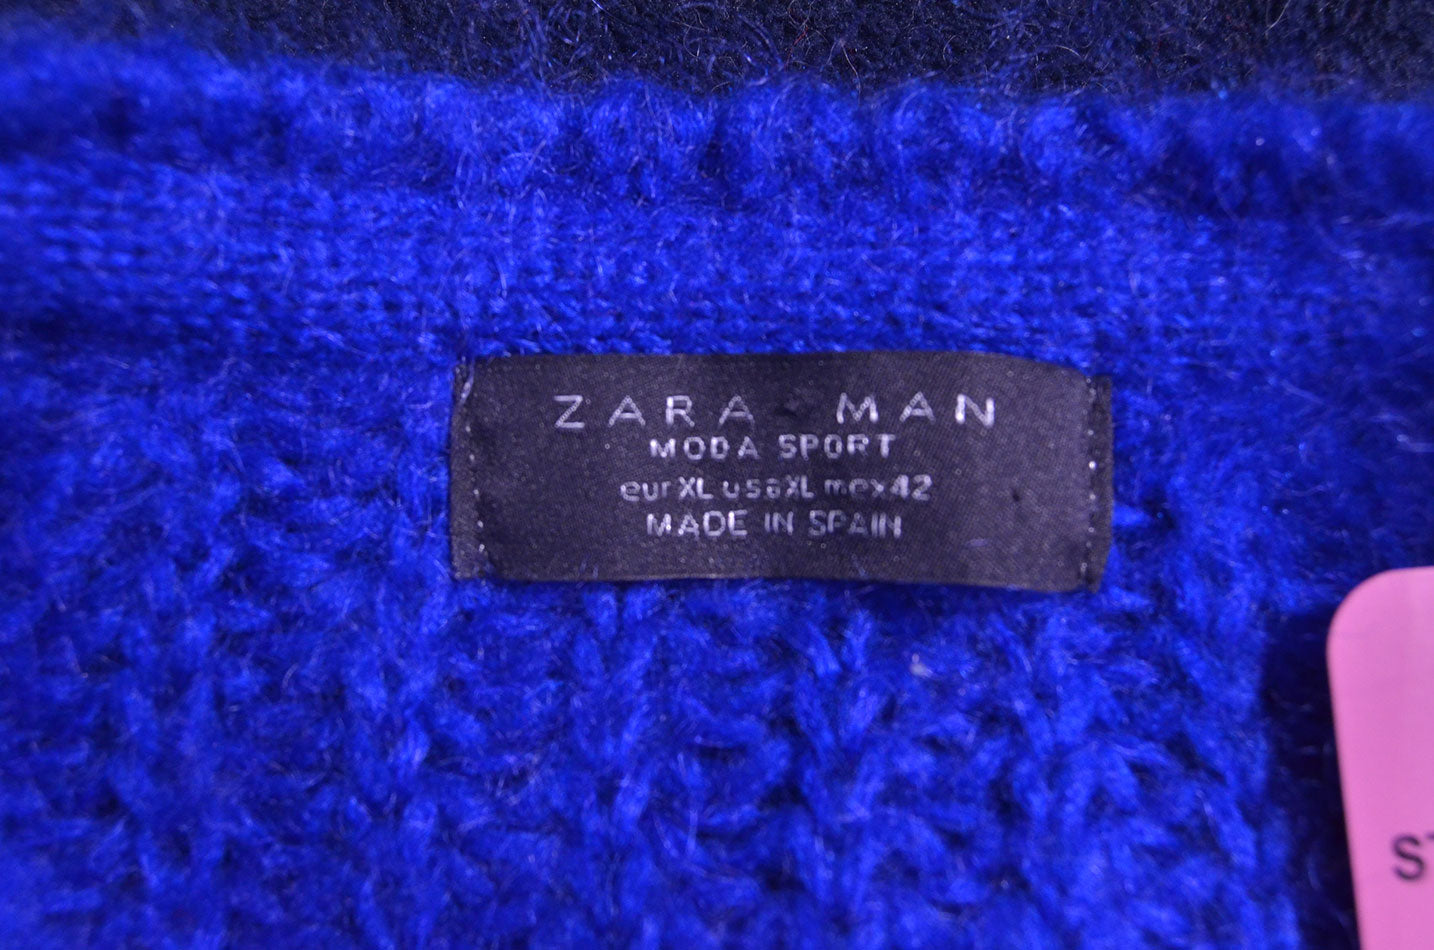 ZARA MAN
MODA SPORT
eur XL usa XL mex 42
MADE IN SPAIN